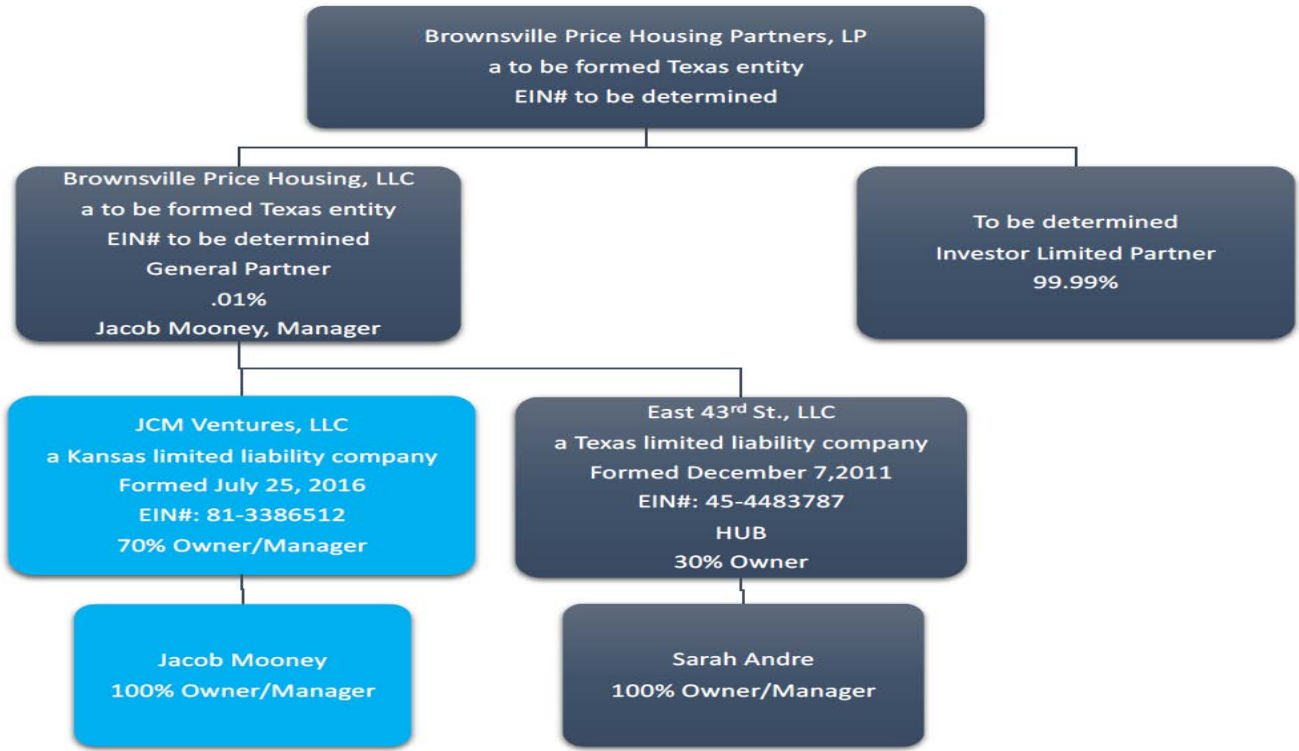 Brownsville Price Housing Partners, LP
a to be formed Texas entity
EIN# to be determined
Brownsville Price Housing, LLC
a to be formed Texas entity
EIN# to be determined
General Partner
.01%
Jacob Mooney, Manager
To be determined
Investor Limited Partner
99.99%
JCM Ventures, LLC
a Kansas limited liability company
Formed July 25, 2016
EIN#: 81-3386512
70% Owner/Manager
East 43rd St., LLC
a Texas limited liability company
Formed December 7,2011
EIN#: 45-4483787
HUB
30% Owner
Jacob Mooney
100% Owner/Manager
Sarah Andre
100% Owner/Manager